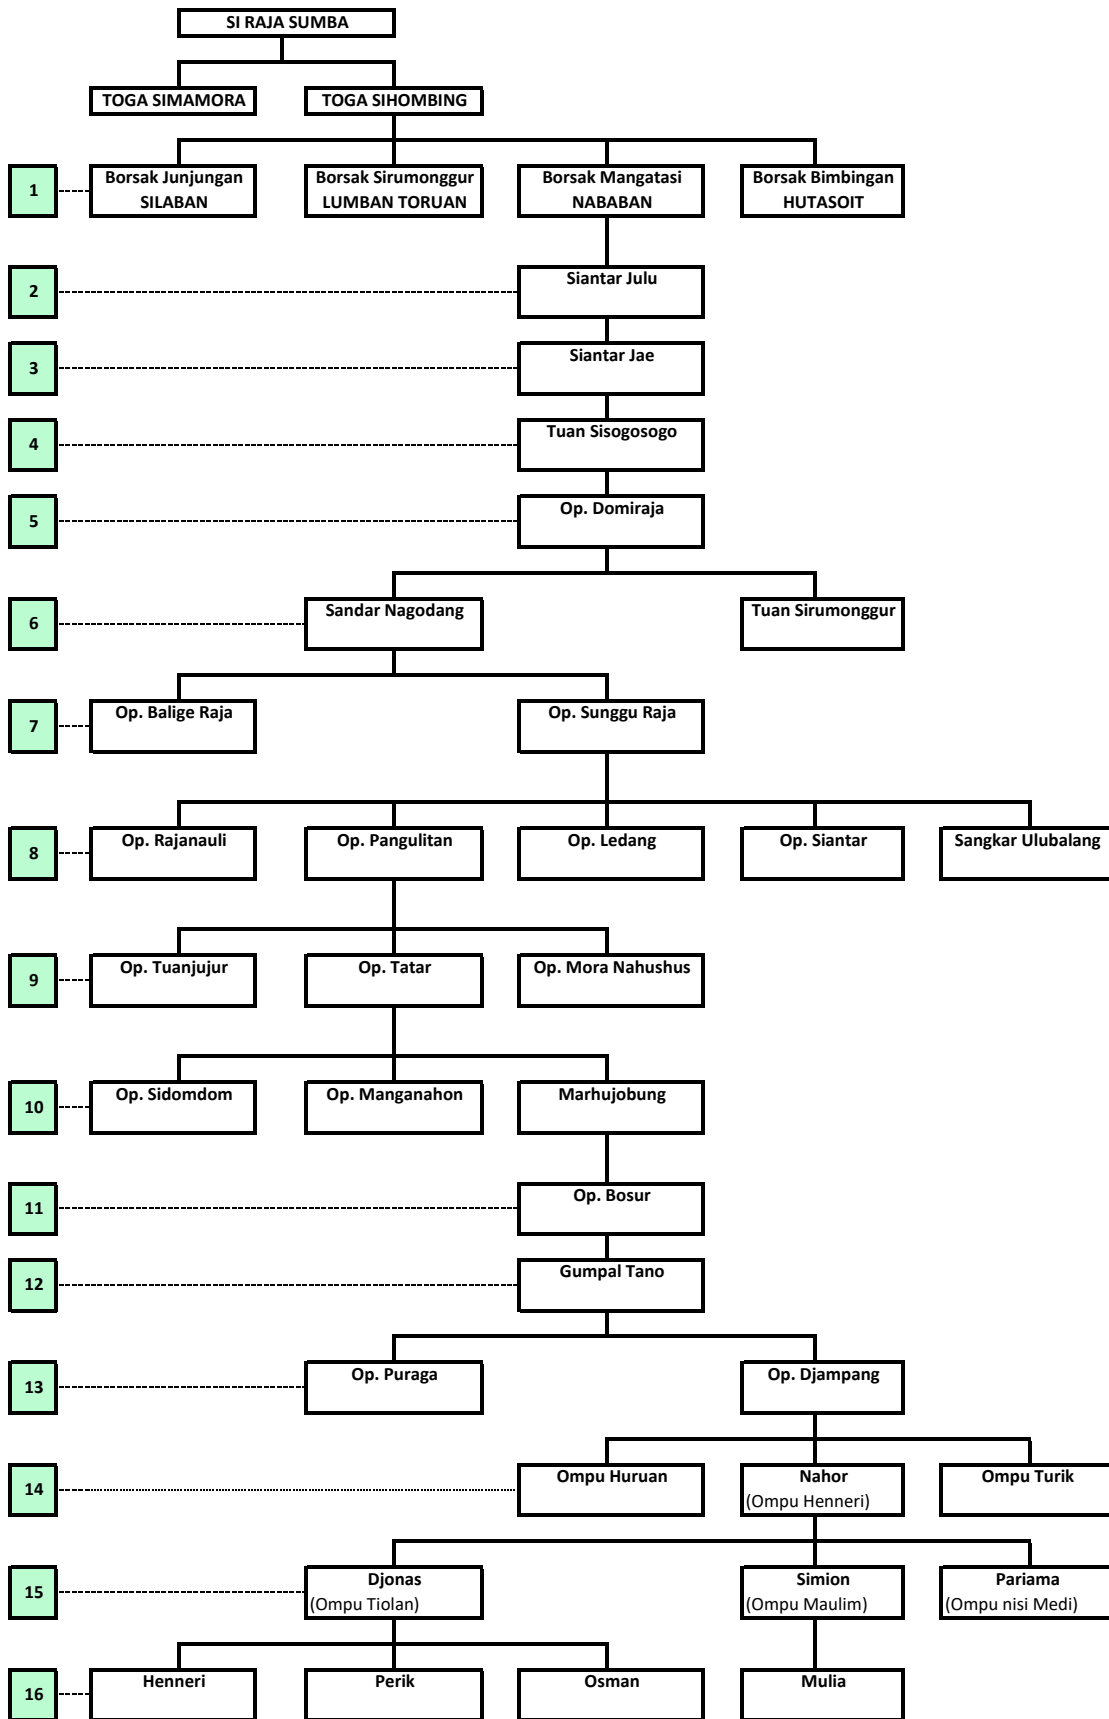 SI RAJA SUMBA
TOGA SIMAMORA
TOGA SIHOMBING
1
Borsak Junjungan
SILABAN
Borsak Sirumonggur
LUMBAN TORUAN
Borsak Mangatasi
NABABAN
Borsak Bimbingan
HUTASOIT
2
Siantar Julu
3
Siantar Jae
4
Tuan Sisogosogo
5
Op. Domiraja
6
Sandar Nagodang
Tuan Sirumonggur
7
Op. Balige Raja
Op. Sunggu Raja
8
Op. Rajanauli
Op. Pangulitan
Op. Ledang
Op. Siantar
Sangkar Ulubalang
9
Op. Tuanjujur
Op. Tatar
Op. Mora Nahushus
10
Op. Sidomdom
Op. Manganahon
Marhujobung
11
Op. Bosur
12
Gumpal Tano
13
Op. Puraga
Op. Djampang
14
Ompu Huruan
Nahor
(Ompu Henneri)
Ompu Turik
15
Djonas
(Ompu Tiolan)
Simion
(Ompu Maulim)
Pariama
(Ompu nisi Medi)
16
Henneri
Perik
Osman
Mulia